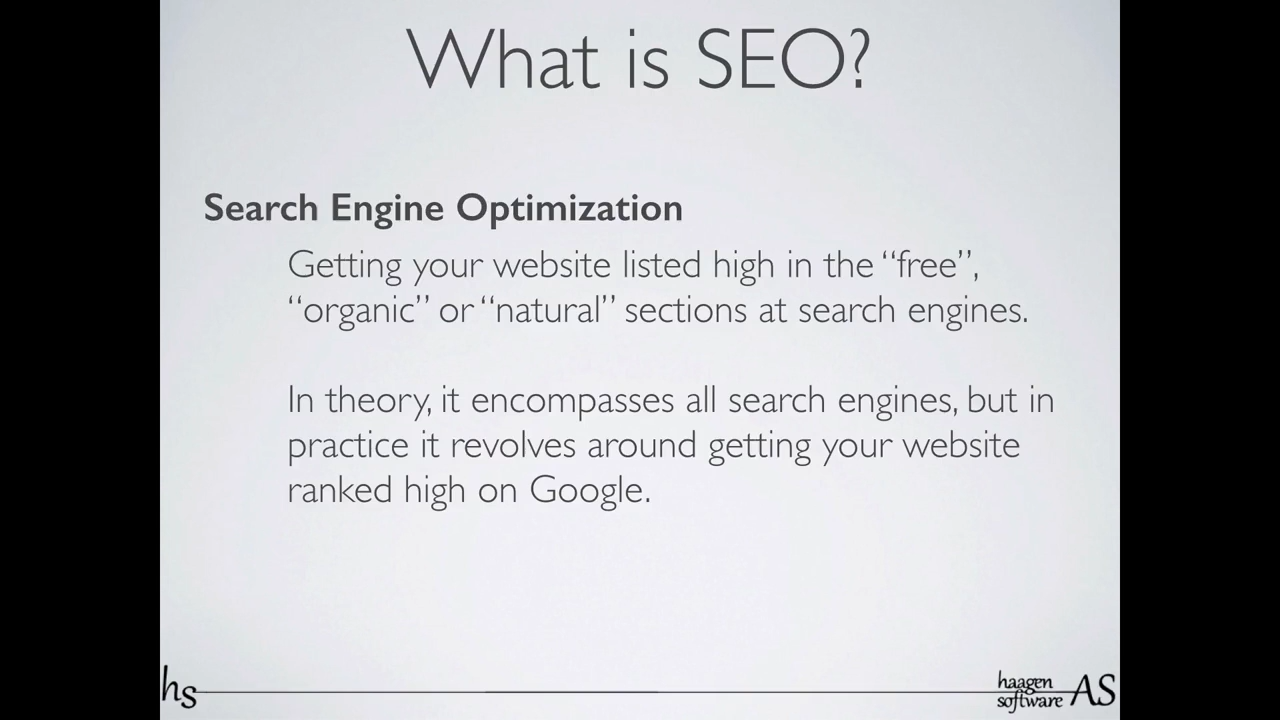 What is SEO?
Search Engine Optimization
Getting your website listed high in the “free”,
“organic” or “natural” sections at search engines.
In theory, it encompasses all search engines, but in
practice it revolves around getting your website
ranked high on Google.
hs
haagen
software AS